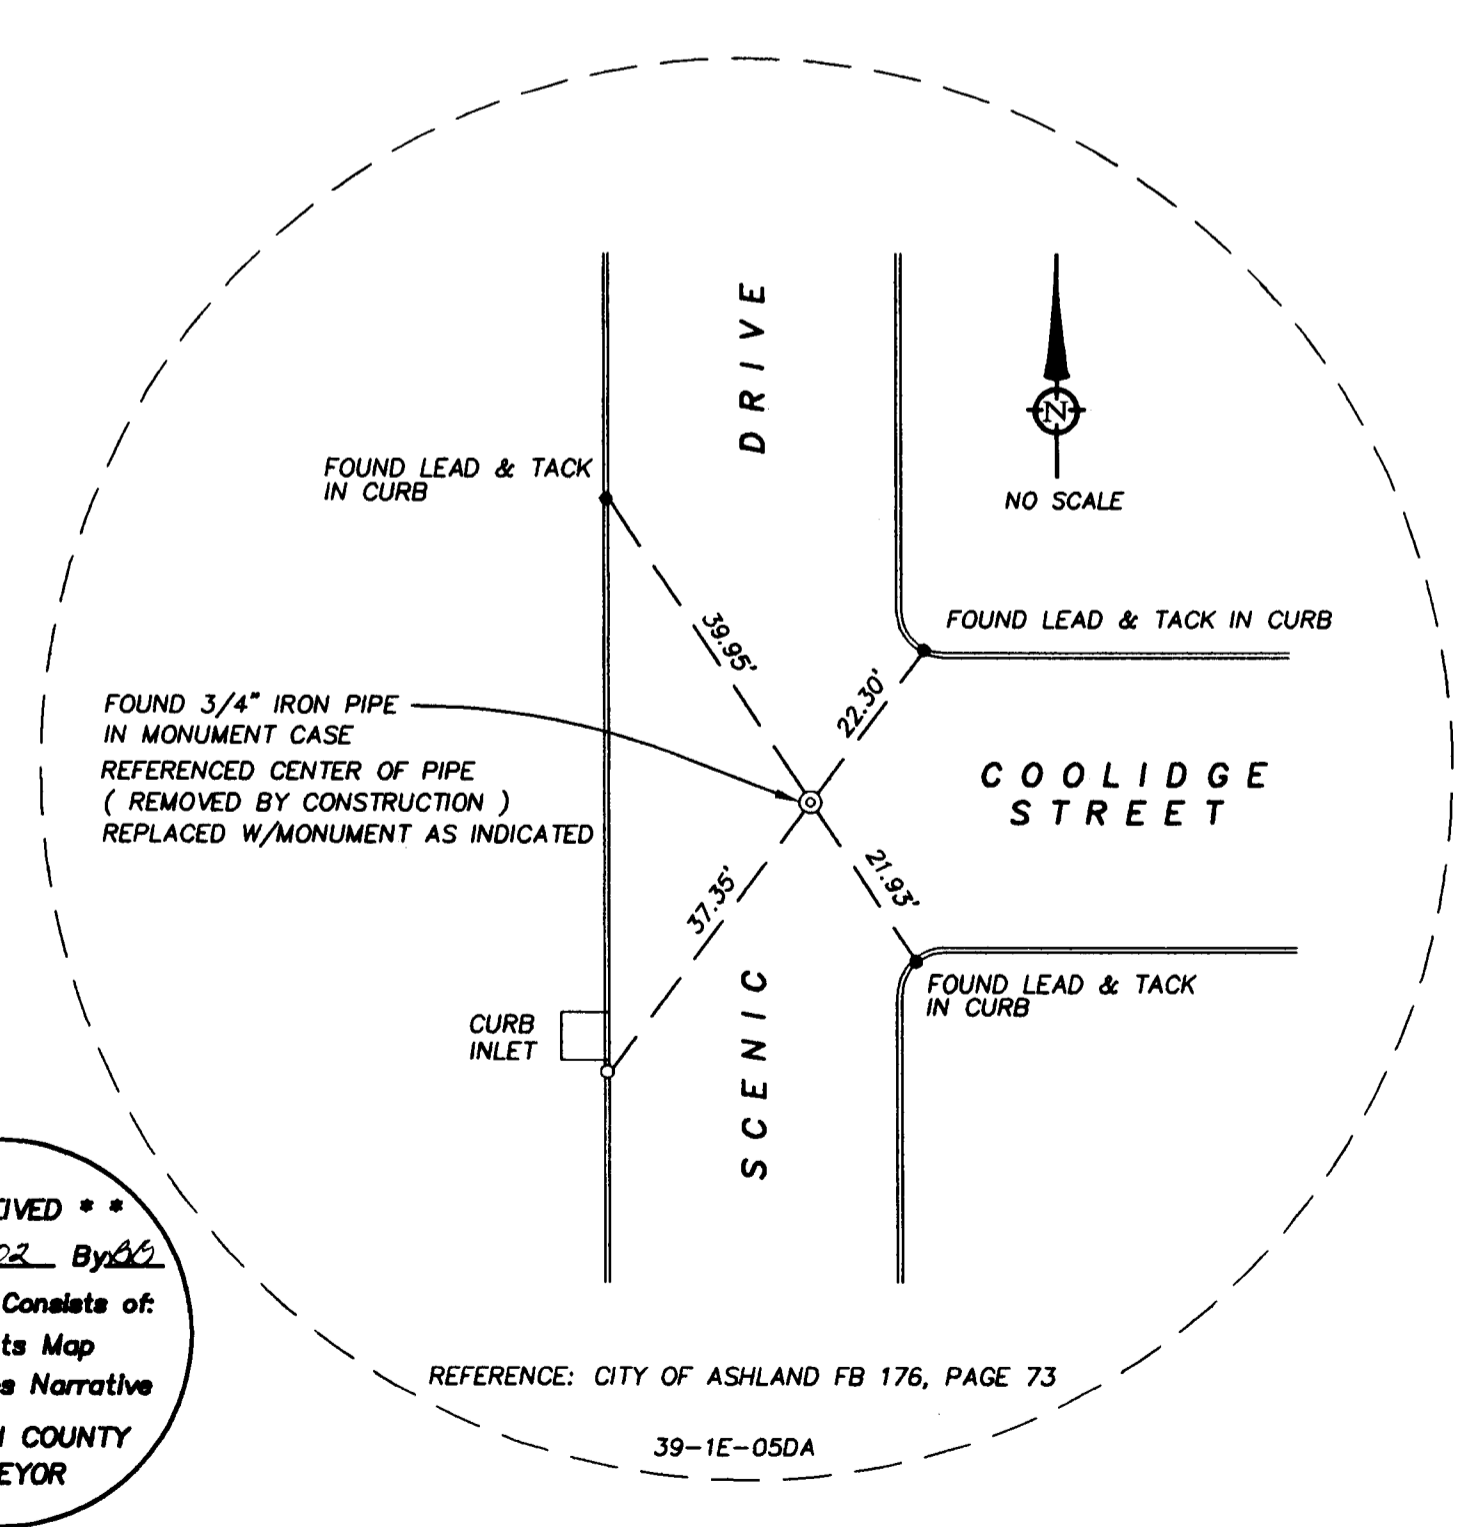 DRIVE
N
NO SCALE
FOUND LEAD & TACK
IN CURB
FOUND LEAD & TACK IN CURB
39.95'
22.30'
FOUND 3/4" IRON PIPE
IN MONUMENT CASE
REFERENCED CENTER OF PIPE
( REMOVED BY CONSTRUCTION )
REPLACED W/MONUMENT AS INDICATED
COOLIDGE
STREET
37.35'
21.93'
FOUND LEAD & TACK
IN CURB
CURB
INLET
SCENIC
IVED * *
02 By
Consists of:
ts Map
s Narrative
COUNTY
EYOR
REFERENCE: CITY OF ASHLAND FB 176, PAGE 73
39-1E-05DA